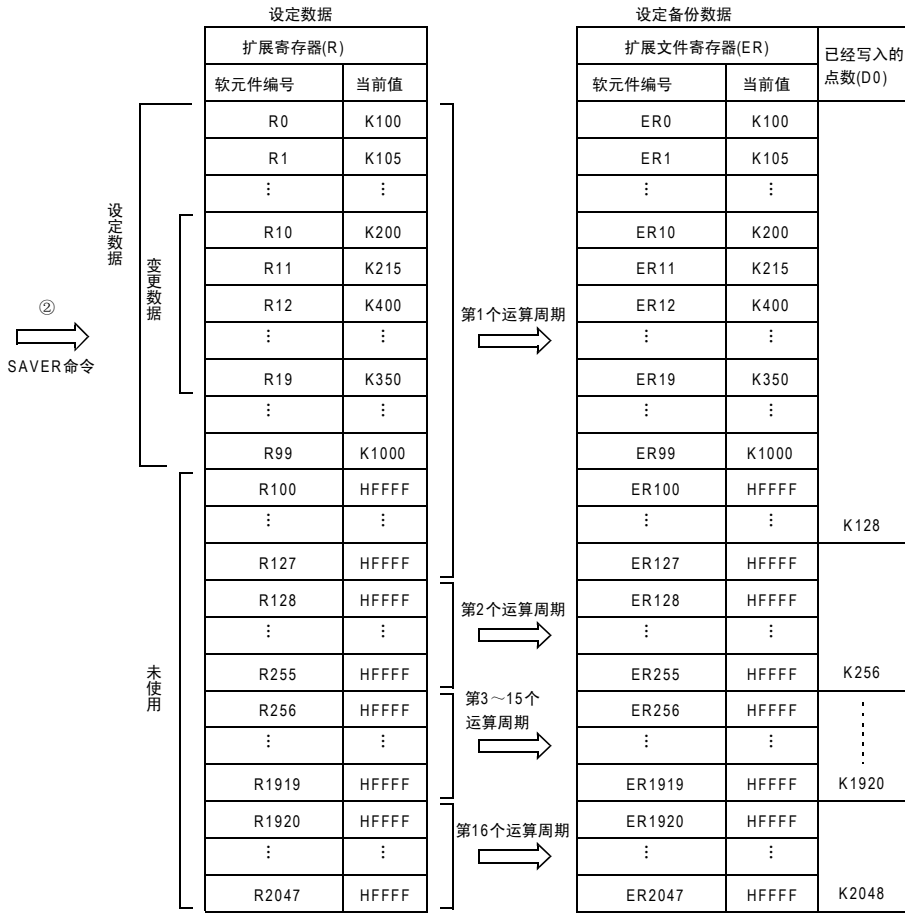 设定数据
设定备份数据
扩展寄存器(R)
扩展文件寄存器(ER)
已经写入的
点数(D0)
软元件编号 当前值
软元件编号 当前值
R0 K100
ER0 K100
R1 K105
ER1 K105
⋮ ⋮
⋮ ⋮
设定数据
R10 K200
ER10 K200
变更数据
R11 K215
ER11 K215
②
R12 K400
第1个运算周期
ER12 K400
⋮ ⋮
⋮ ⋮
SAVER命令
R19 K350
ER19 K350
⋮ ⋮
⋮ ⋮
R99 K1000
ER99 K1000
R100 HFFFF
ER100 HFFFF
⋮ ⋮
⋮ ⋮
K128
R127 HFFFF
ER127 HFFFF
R128 HFFFF
第2个运算周期
ER128 HFFFF
⋮ ⋮
⋮ ⋮
未使用
R255 HFFFF
ER255 HFFFF
K256
R256 HFFFF
第3～15个
运算周期
ER256 HFFFF
⋮ ⋮
⋮ ⋮
R1919 HFFFF
ER1919 HFFFF
K1920
R1920 HFFFF
第16个运算周期
ER1920 HFFFF
⋮ ⋮
⋮ ⋮
R2047 HFFFF
ER2047 HFFFF
K2048